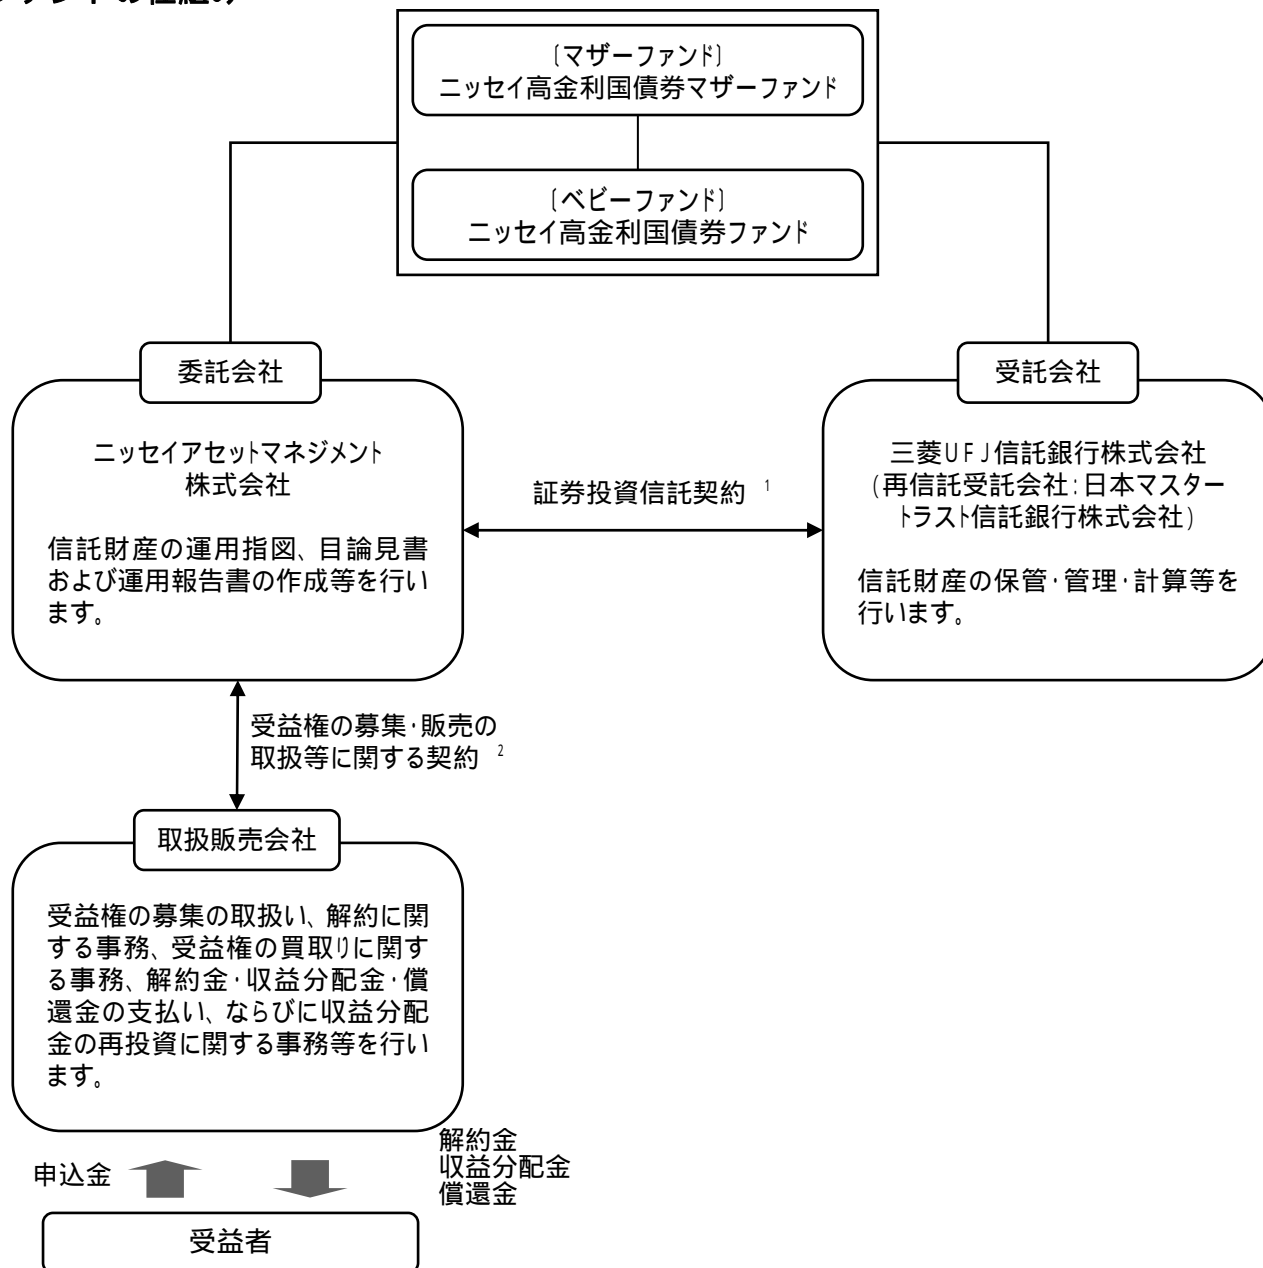 ファンドの仕組み
〔マザーファンド〕
ニッセイ高金利国債券マザーファンド
〔ベビーファンド〕
ニッセイ高金利国債券ファンド
委託会社
ニッセイアセットマネジメント
株式会社
信託財産の運用指図、目論見書
および運用報告書の作成等を行い
ます。
証券投資信託契約 1
受託会社
三菱UFJ信託銀行株式会社
(再信託受託会社:日本マスター
トラスト信託銀行株式会社)
信託財産の保管・管理・計算等を
行います。
受益権の募集・販売の
取扱等に関する契約 2
取扱販売会社
受益権の募集の取扱い、解約に関
する事務、受益権の買取りに関す
る事務、解約金・収益分配金・償
還金の支払い、ならびに収益分配
金の再投資に関する事務等を行い
ます。
申込金
解約金
収益分配金
償還金
受益者